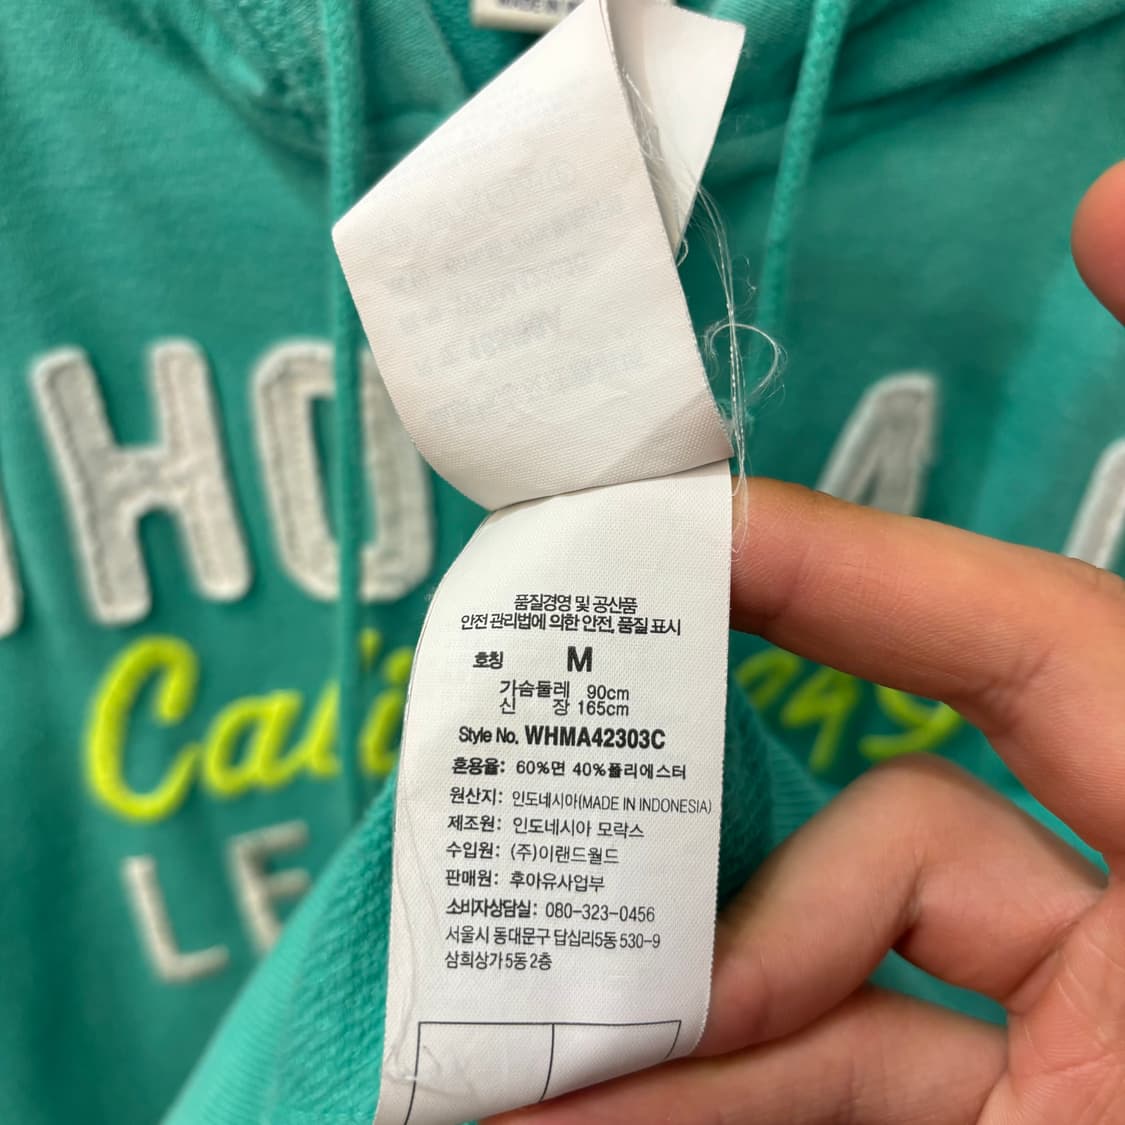 품질경영 및 공산품
안전 관리법에 의한 안전, 품질 표시
호칭 M
가슴둘레 90cm
신 장 165cm
Style No. WHMA42303C
혼용율: 60%면 40%폴리에스터
원산지: 인도네시아(MADE IN INDONESIA)
제조원: 인도네시아 모락스
수입원: (주)이랜드월드
판매원: 후아유사업부
소비자상담실: 080-323-0456
서울시 동대문구 답십리5동 530-9
삼희상가 5동 2층
HO
Cali
LE